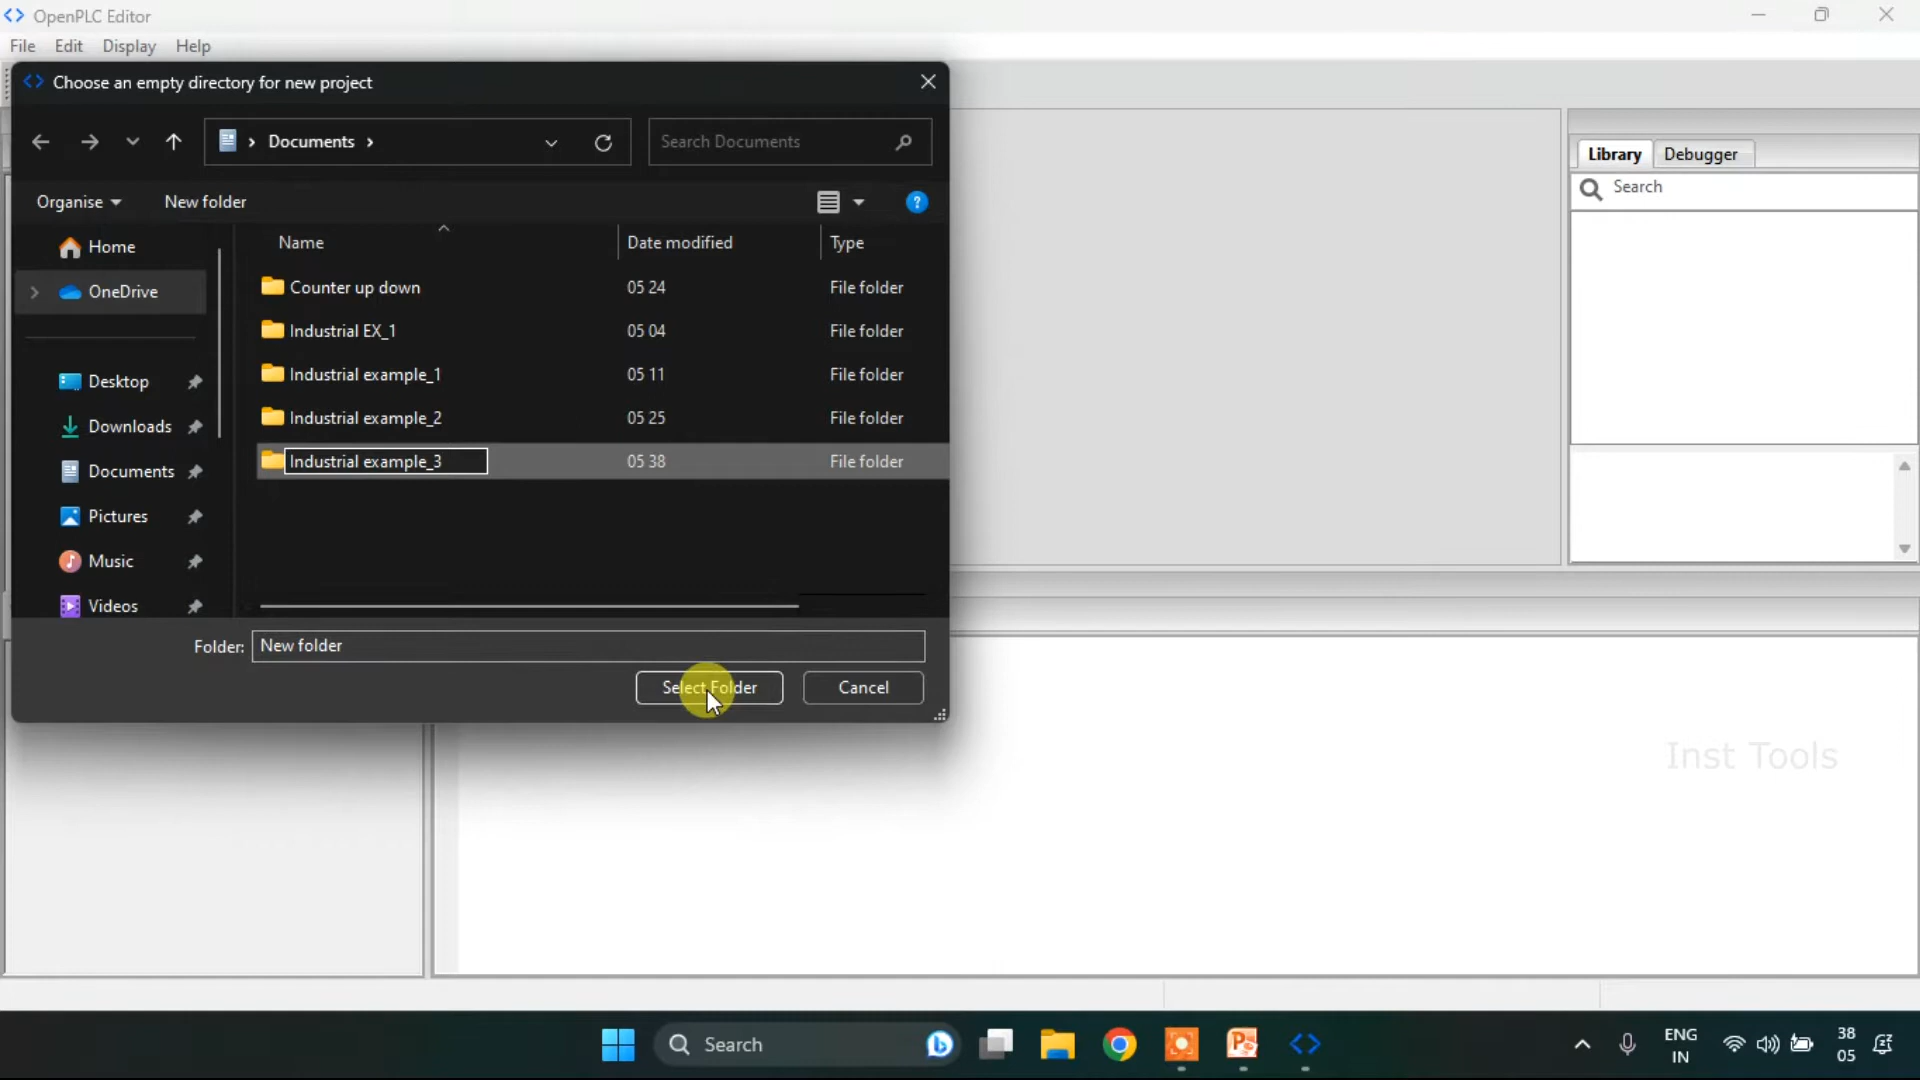 OpenPLC Editor
File Edit Display Help
Choose an empty directory for new project
Documents
Search Documents
Organise New folder
Home
OneDrive
Desktop
Downloads
Documents
Pictures
Music
Videos
Name Date modified Type
Counter up down 05 24 File folder
Industrial EX_1 05 04 File folder
Industrial example_1 05 11 File folder
Industrial example_2 05 25 File folder
Industrial example_3 05 38 File folder
Folder: New folder
Select Folder Cancel
Library Debugger
Search
Inst Tools
Search
ENG
IN
38
05